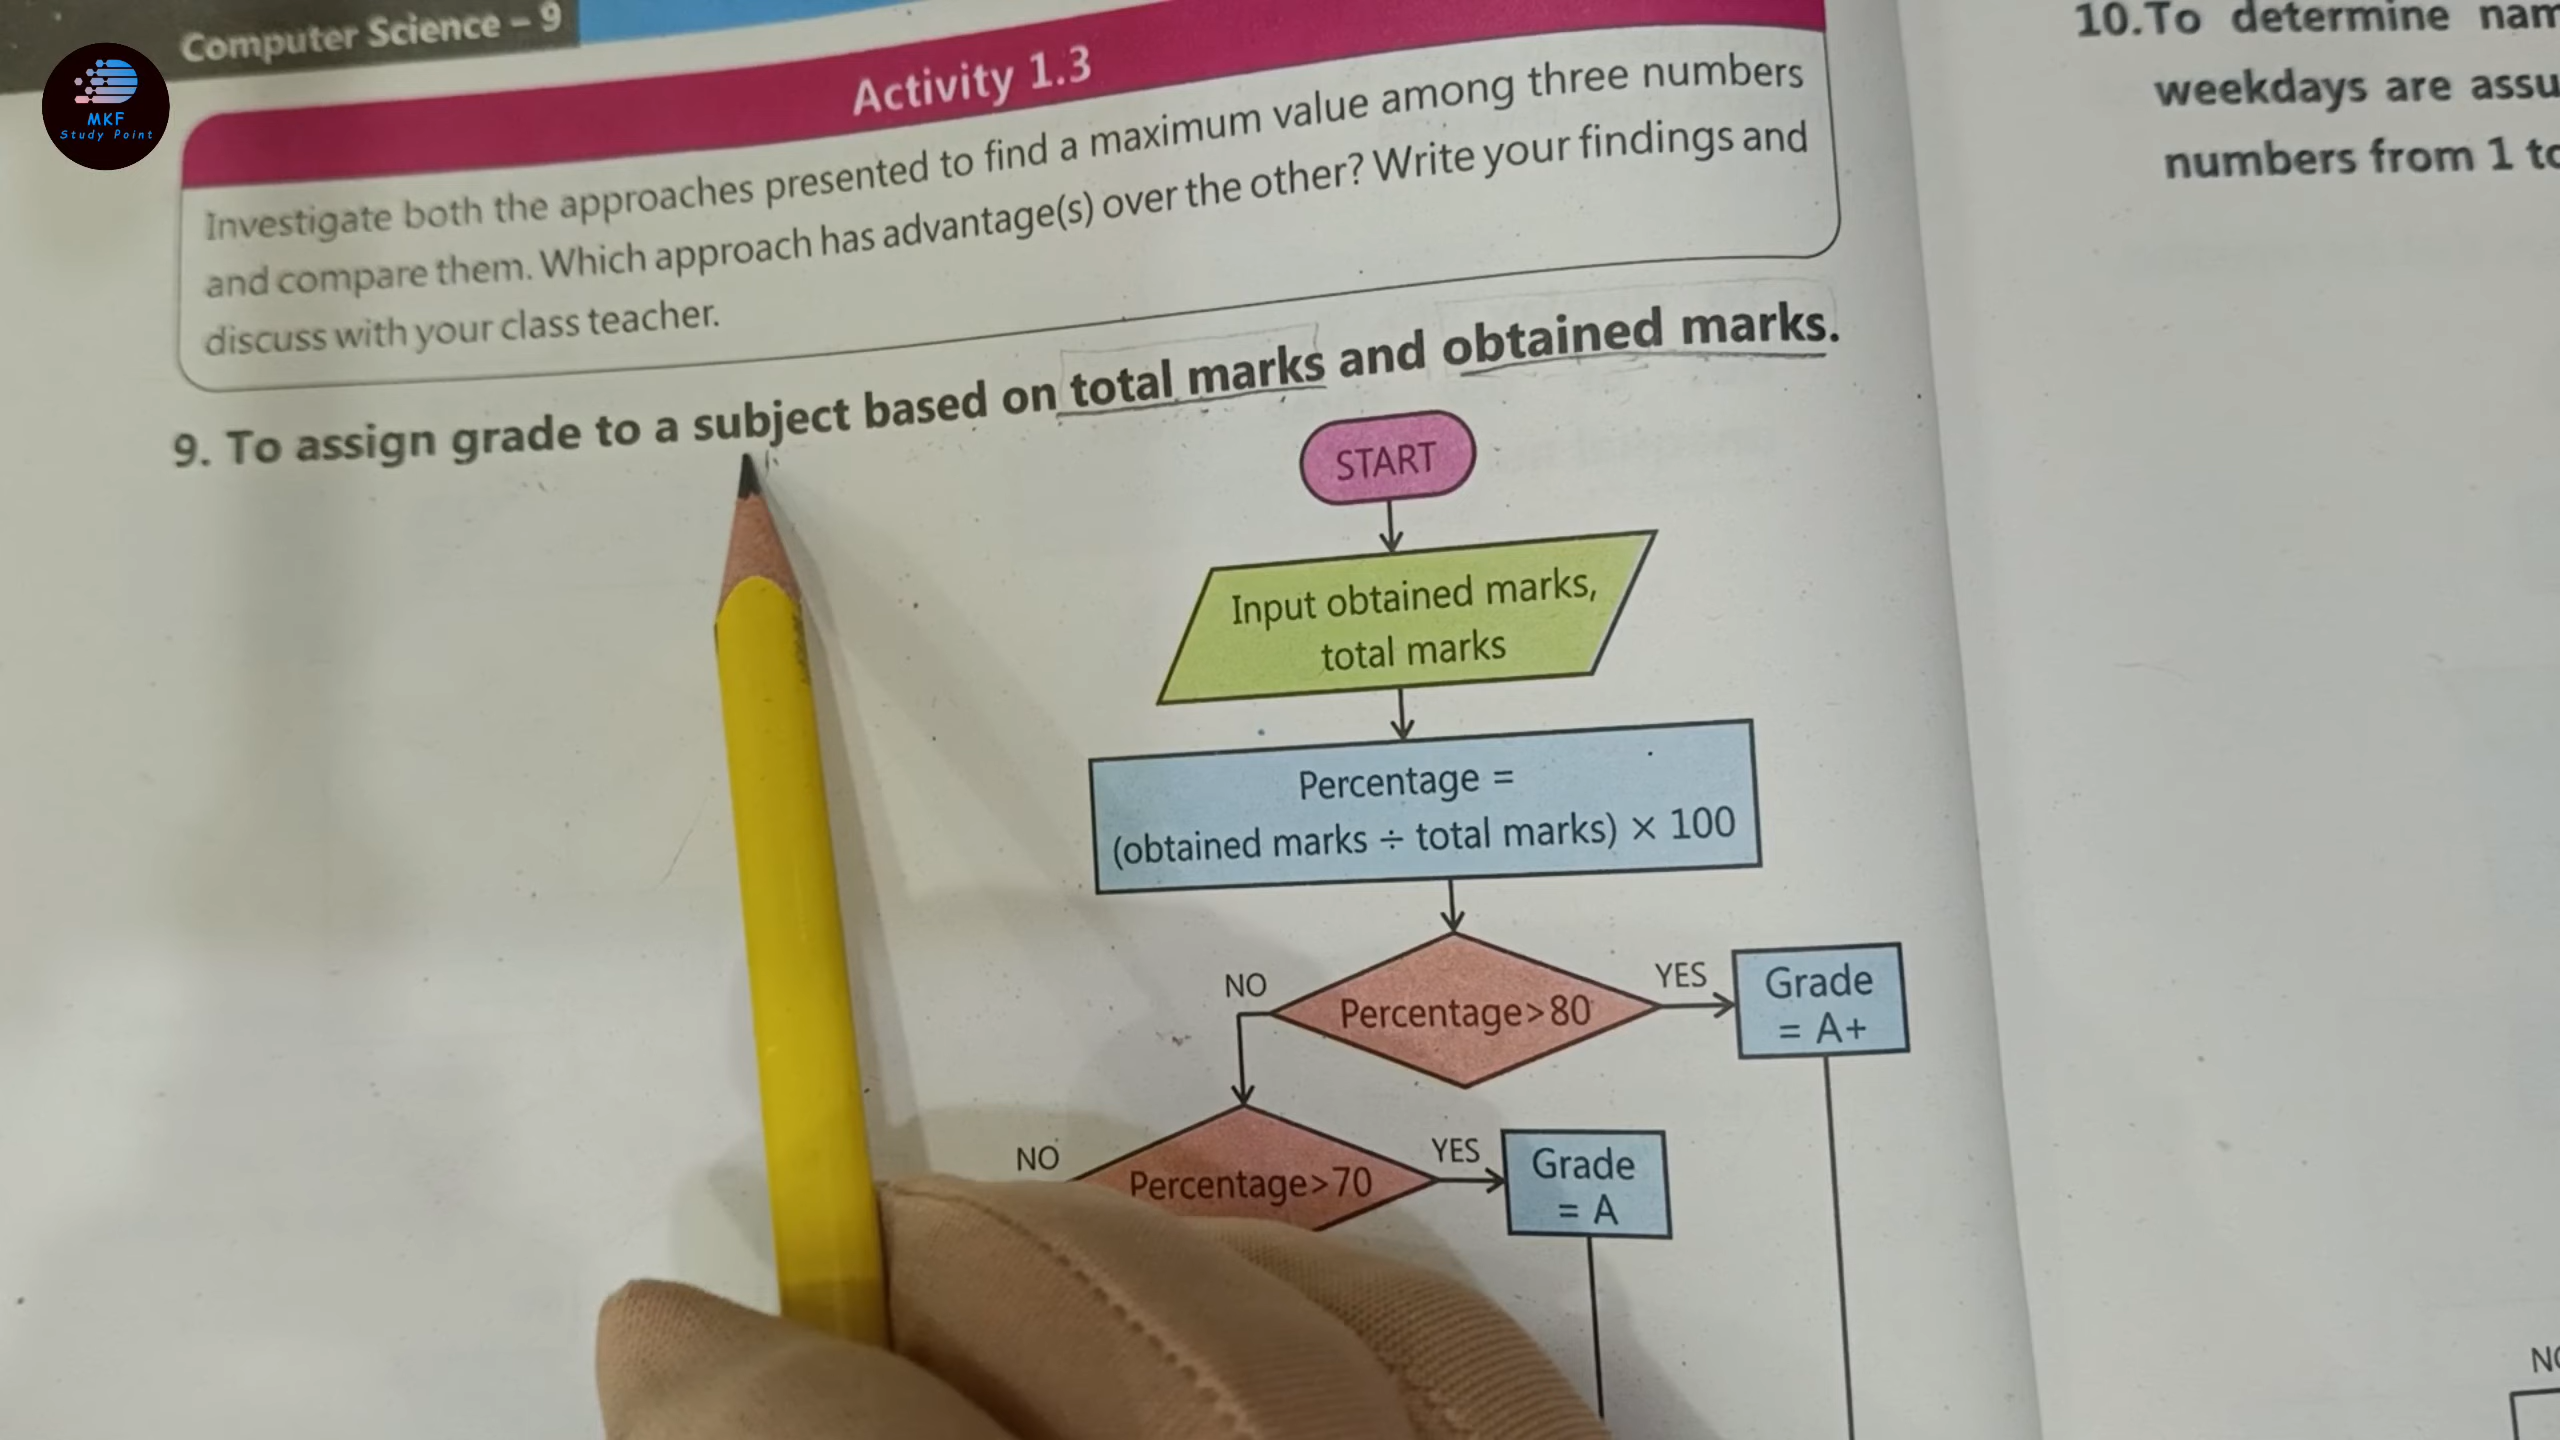 Computer Science – 9
MKF
Study Point
Activity 1.3
Investigate both the approaches presented to find a maximum value among three numbers
and compare them. Which approach has advantage(s) over the other? Write your findings and
discuss with your class teacher.
9. To assign grade to a subject based on total marks and obtained marks.
START
Input obtained marks,
total marks
Percentage =
(obtained marks ÷ total marks) × 100
NO
Percentage>80
YES
Grade
= A+
NO
Percentage>70
YES
Grade
= A
10.To determine
weekdays are
numbers from 1